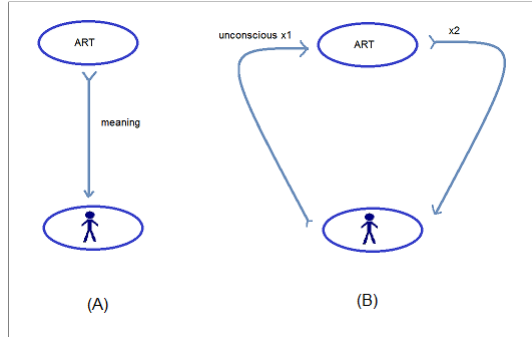 ART
meaning
(A)
unconscious x1
ART
x2
(B)